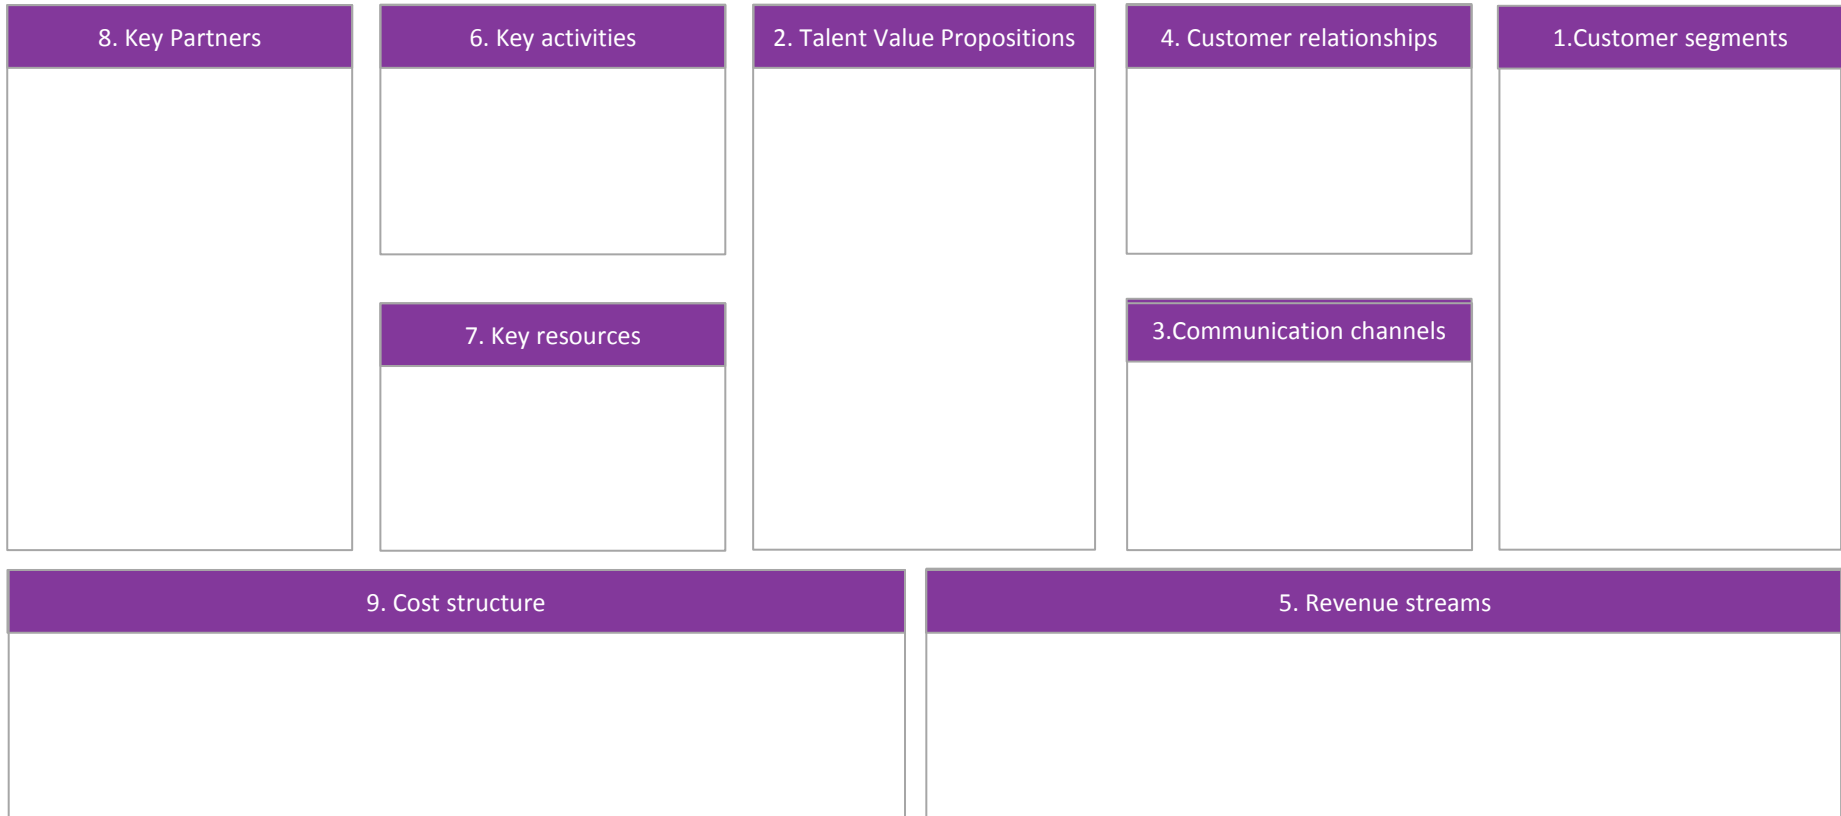 8. Key Partners
6. Key activities
2. Talent Value Propositions
4. Customer relationships
1.Customer segments
7. Key resources
3.Communication channels
9. Cost structure
5. Revenue streams